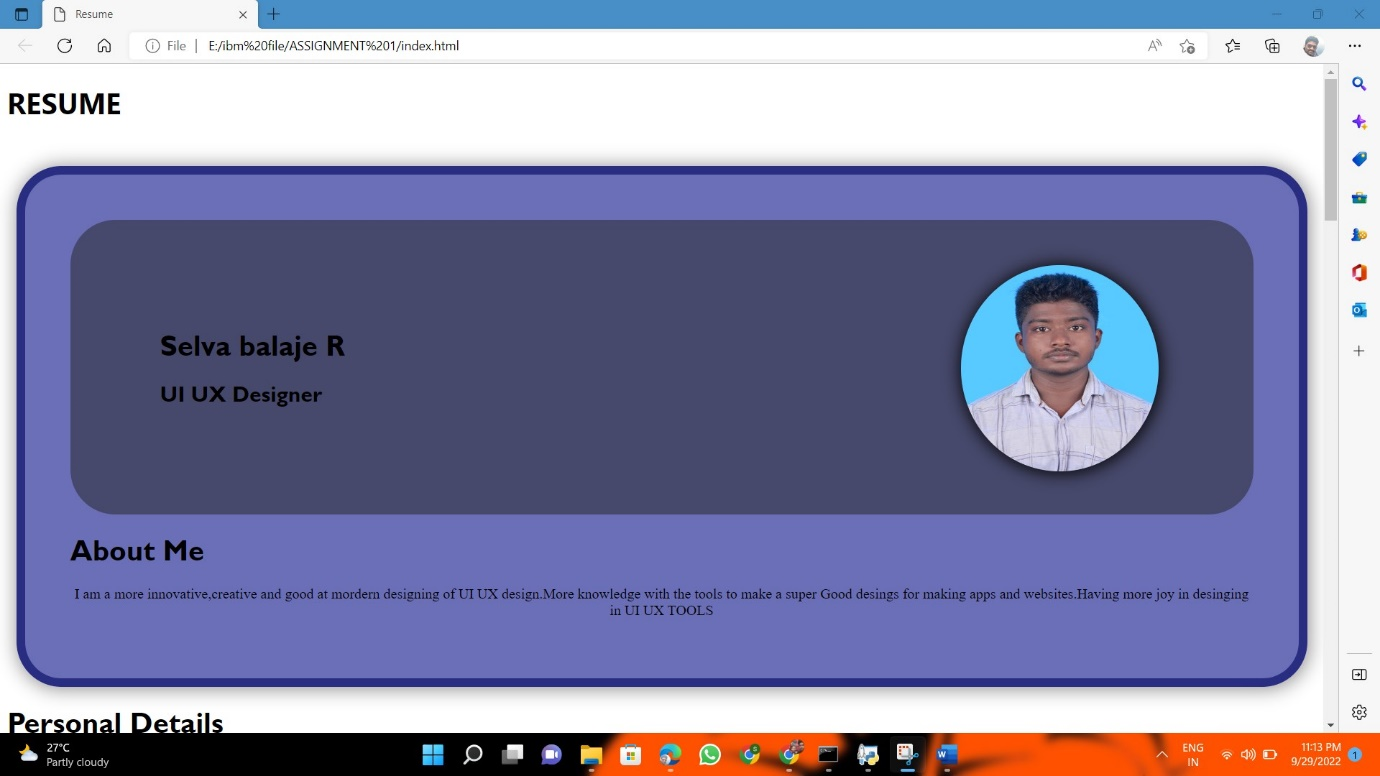 Resume
File | E:/ibm%20file/ASSIGNMENT%201/index.html
RESUME
Selva balaje R
UI UX Designer
About Me
I am a more innovative,creative and good at mordern designing of UI UX design.More knowledge with the tools to make a super Good desings for making apps and websites.Having more joy in desinging
in UI UX TOOLS
Personal Details
27°C
Partly cloudy
ENG
IN
11:13 PM
9/29/2022
1